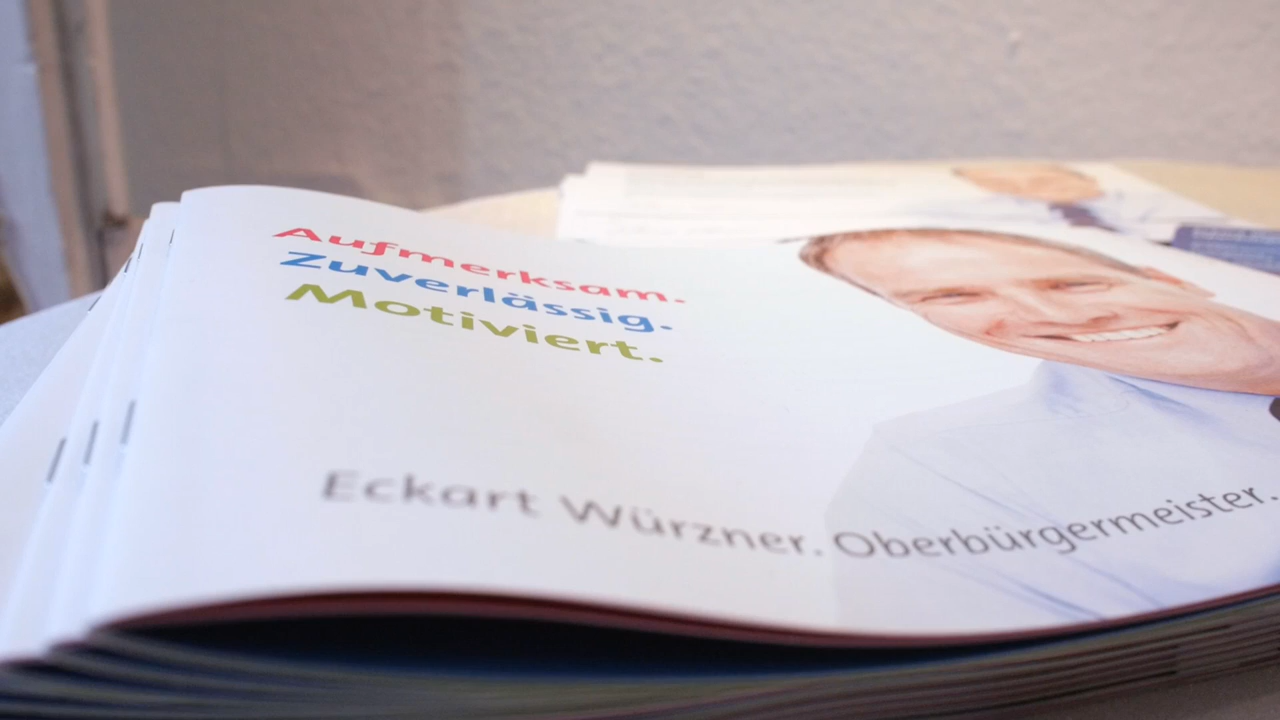 Aufmerksam.
Zuverlässig.
Motiviert.
Eckart Würzner. Oberbürgermeister.